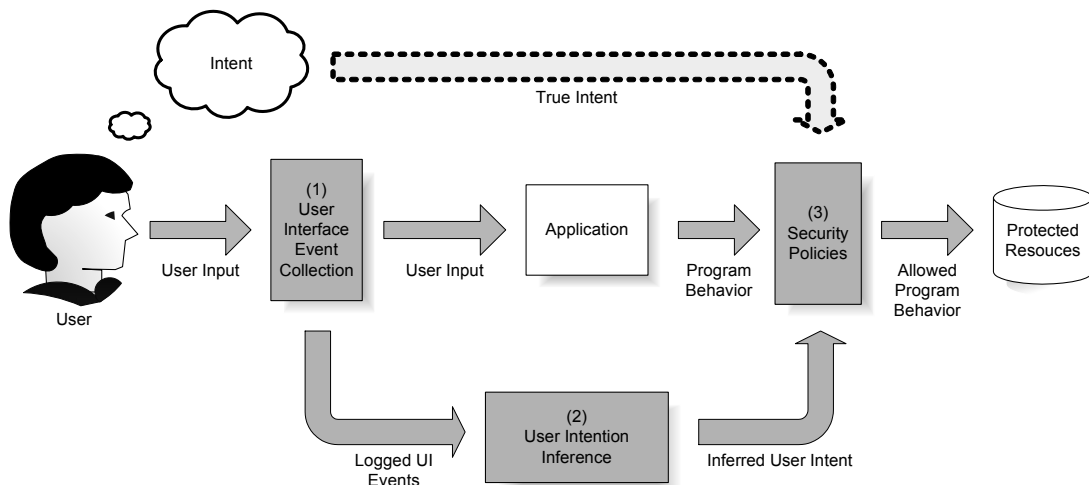 Intent
True Intent
(1)
User
Interface
Event
Collection
Application
(3)
Security
Policies
Protected
Resouces
User Input
User Input
Program
Behavior
Allowed
Program
Behavior
User
(2)
User Intention
Inference
Logged UI
Events
Inferred User Intent